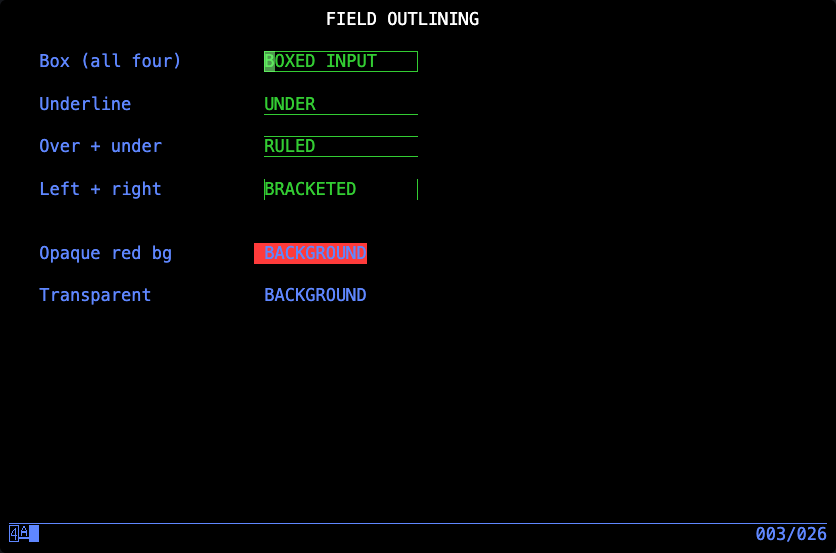 FIELD OUTLINING
Box (all four) BOXED INPUT
Underline UNDER
Over + under RULED
Left + right BRACKETED
Opaque red bg BACKGROUND
Transparent BACKGROUND
4A 003/026